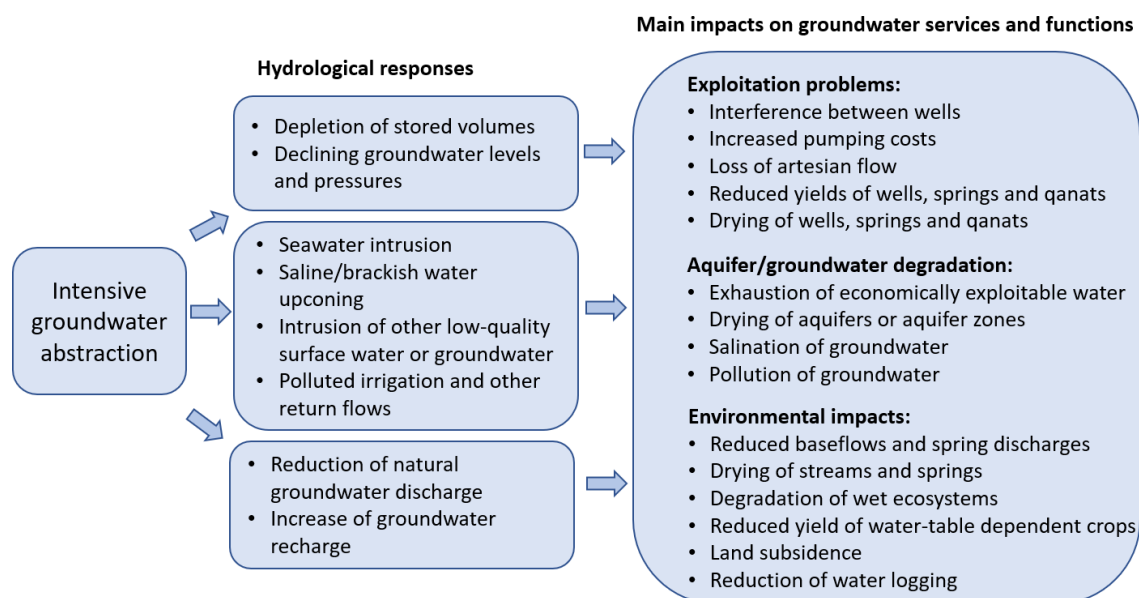 Main impacts on groundwater services and functions
Hydrological responses
Intensive
groundwater
abstraction
• Depletion of stored volumes
• Declining groundwater levels
and pressures
• Seawater intrusion
• Saline/brackish water
upconing
• Intrusion of other low-quality
surface water or groundwater
• Polluted irrigation and other
return flows
• Reduction of natural
groundwater discharge
• Increase of groundwater
recharge
Exploitation problems:
• Interference between wells
• Increased pumping costs
• Loss of artesian flow
• Reduced yields of wells, springs and qanats
• Drying of wells, springs and qanats
Aquifer/groundwater degradation:
• Exhaustion of economically exploitable water
• Drying of aquifers or aquifer zones
• Salination of groundwater
• Pollution of groundwater
Environmental impacts:
• Reduced baseflows and spring discharges
• Drying of streams and springs
• Degradation of wet ecosystems
• Reduced yield of water-table dependent crops
• Land subsidence
• Reduction of water logging